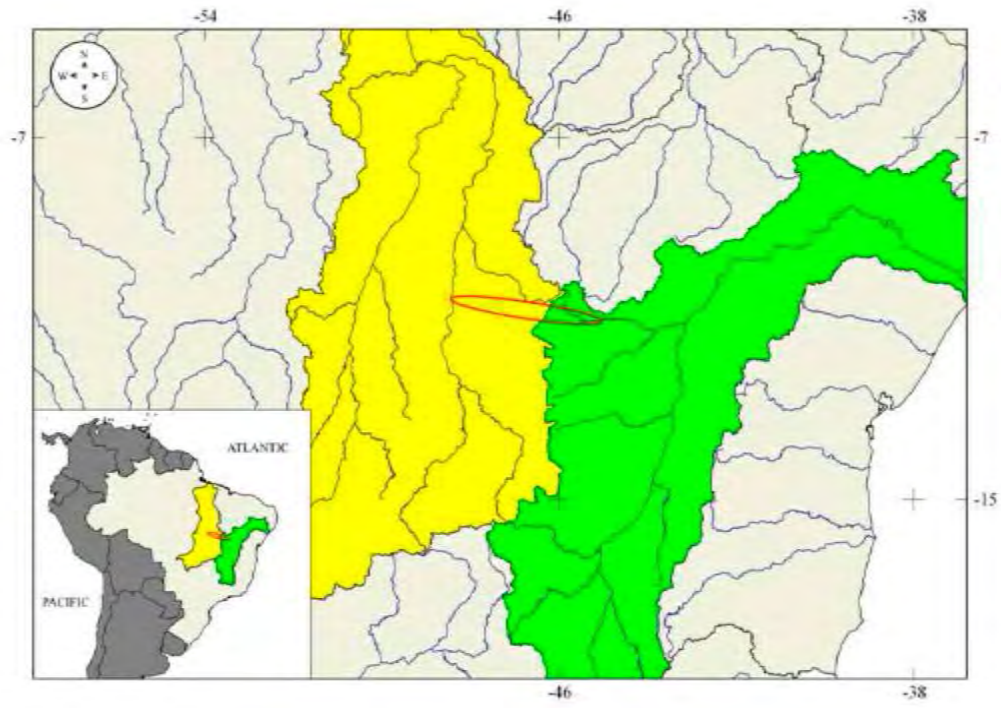 -54 -46 -38
N
W E
S
-7 -7
-15
ATLANTIC
PACIFIC
-46 -38